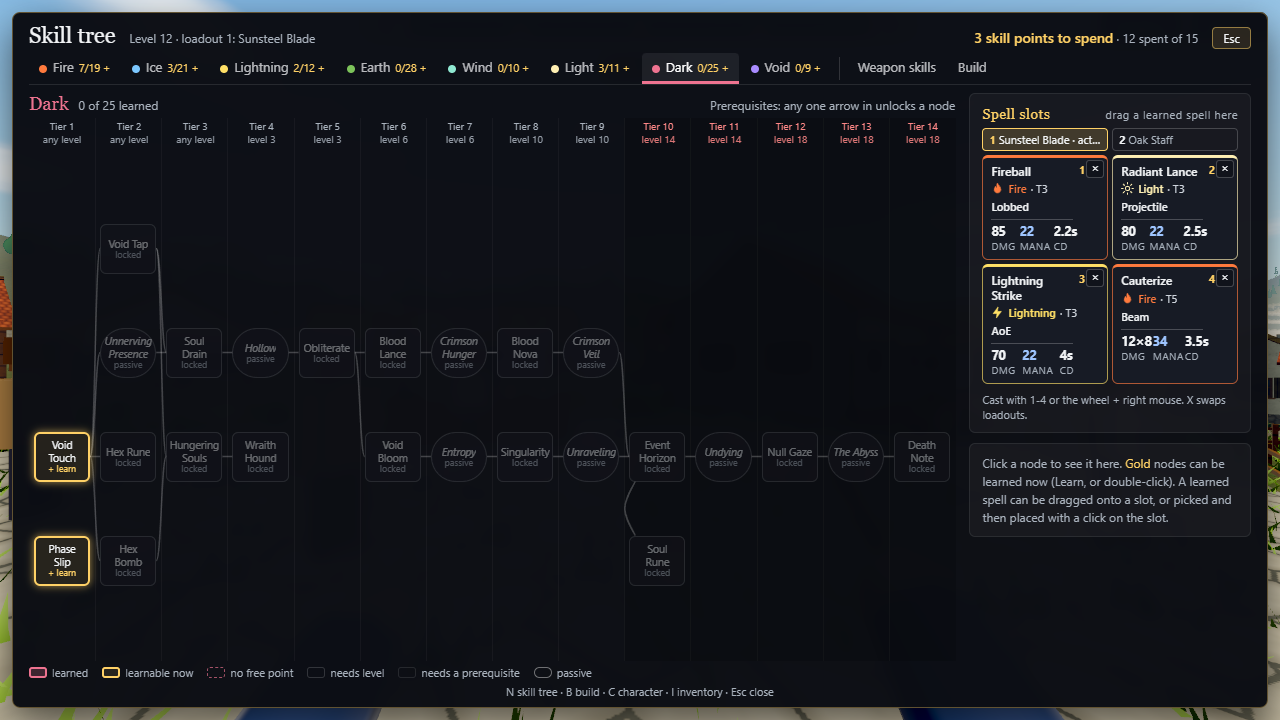 Skill tree
Level 12 · loadout 1: Sunsteel Blade
3 skill points to spend · 12 spent of 15
Esc
Fire 7/19 +
Ice 3/21 +
Lightning 2/12 +
Earth 0/28 +
Wind 0/10 +
Light 3/11 +
Dark 0/25 +
Void 0/9 +
Weapon skills
Build
Dark 0 of 25 learned
Prerequisites: any one arrow in unlocks a node
Tier 1
any level
Tier 2
any level
Tier 3
any level
Tier 4
level 3
Tier 5
level 3
Tier 6
level 6
Tier 7
level 6
Tier 8
level 10
Tier 9
level 10
Tier 10
level 14
Tier 11
level 14
Tier 12
level 18
Tier 13
level 18
Tier 14
level 18
Void Tap
locked
Unnerving
Presence
passive
Soul
Drain
locked
Hollow
passive
Obliterate
locked
Blood
Lance
locked
Crimson
Hunger
passive
Blood
Nova
locked
Crimson
Veil
passive
Void
Touch
+ learn
Hex Rune
locked
Hungering
Souls
locked
Wraith
Hound
locked
Void
Bloom
locked
Entropy
passive
Singularity
locked
Unraveling
passive
Event
Horizon
locked
Undying
passive
Null Gaze
locked
The Abyss
passive
Death
Note
locked
Phase
Slip
+ learn
Hex
Bomb
locked
Soul
Rune
locked
learned
learnable now
no free point
needs level
needs a prerequisite
passive
N skill tree · B build · C character · I inventory · Esc close
Spell slots
drag a learned spell here
1 Sunsteel Blade · act...
2 Oak Staff
Fireball 1 ✕
Fire · T3
Lobbed
85 22 2.2s
DMG MANA CD
Radiant Lance 2 ✕
Light · T3
Projectile
80 22 2.5s
DMG MANA CD
Lightning 3 ✕
Strike
Lightning · T3
AoE
70 22 4s
DMG MANA CD
Cauterize 4 ✕
Fire · T5
Beam
12×8 34 3.5s
DMG MANA CD
Cast with 1-4 or the wheel + right mouse. X swaps
loadouts.
Click a node to see it here. Gold nodes can be
learned now (Learn, or double-click). A learned
spell can be dragged onto a slot, or picked and
then placed with a click on the slot.